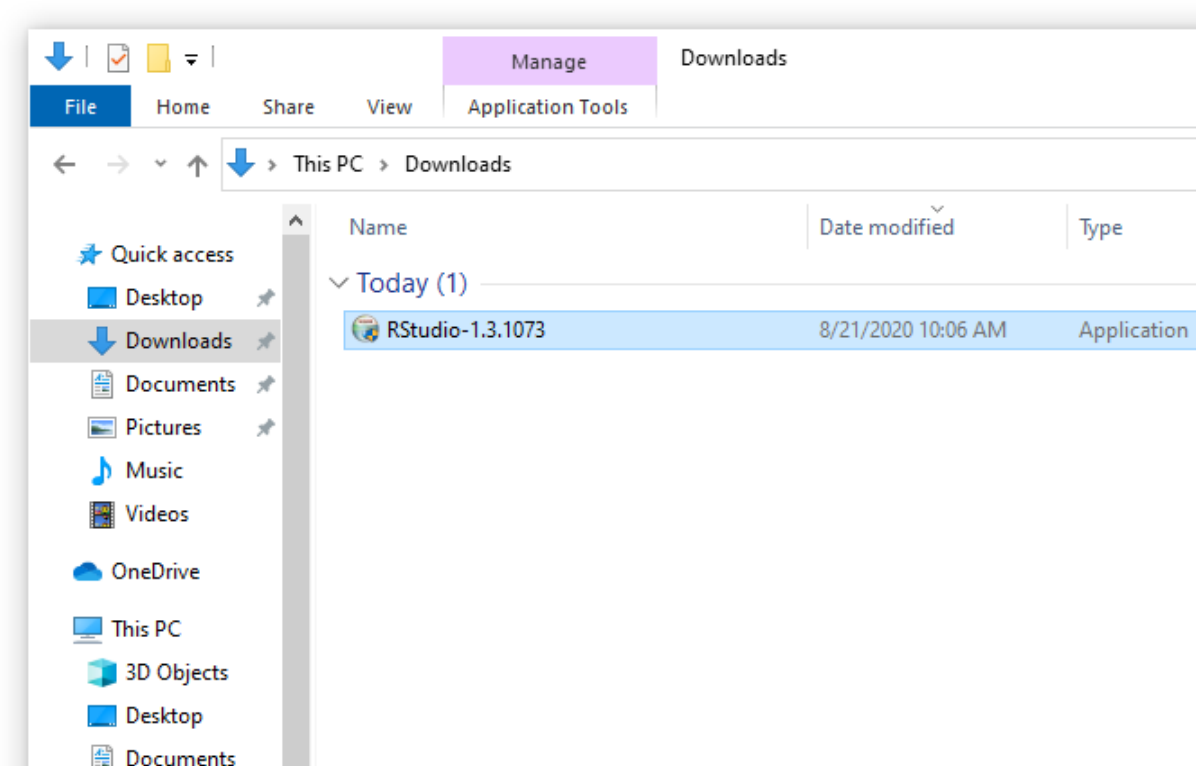 Manage Downloads
File Home Share View Application Tools
This PC Downloads
Name Date modified Type
Quick access
Today (1)
Desktop
RStudio-1.3.1073 8/21/2020 10:06 AM Application
Downloads
Documents
Pictures
Music
Videos
OneDrive
This PC
3D Objects
Desktop
Documents